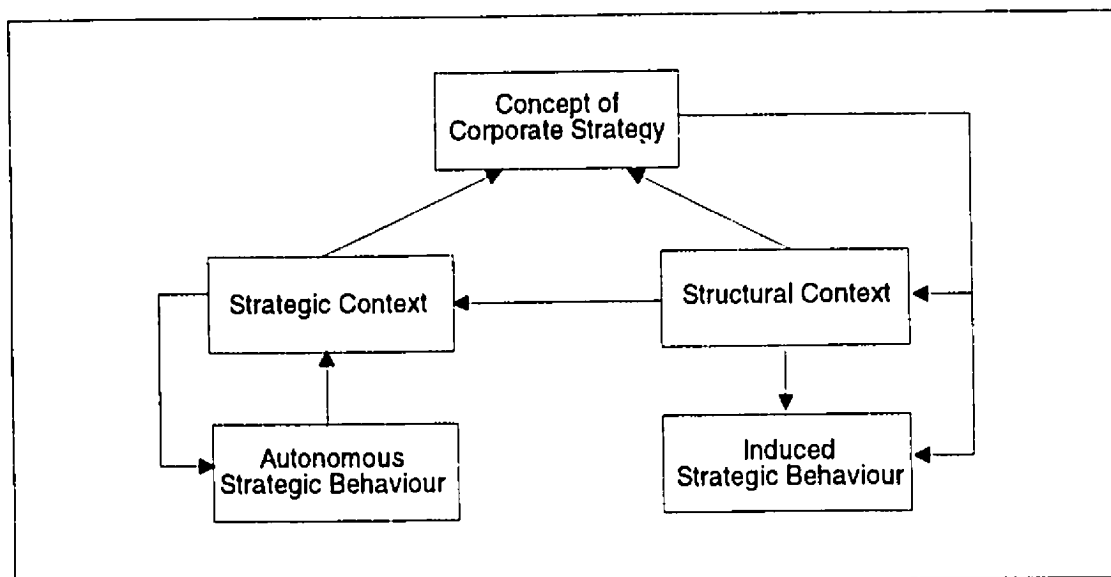 Concept of
Corporate Strategy
Strategic Context
Structural Context
Autonomous
Strategic Behaviour
Induced
Strategic Behaviour